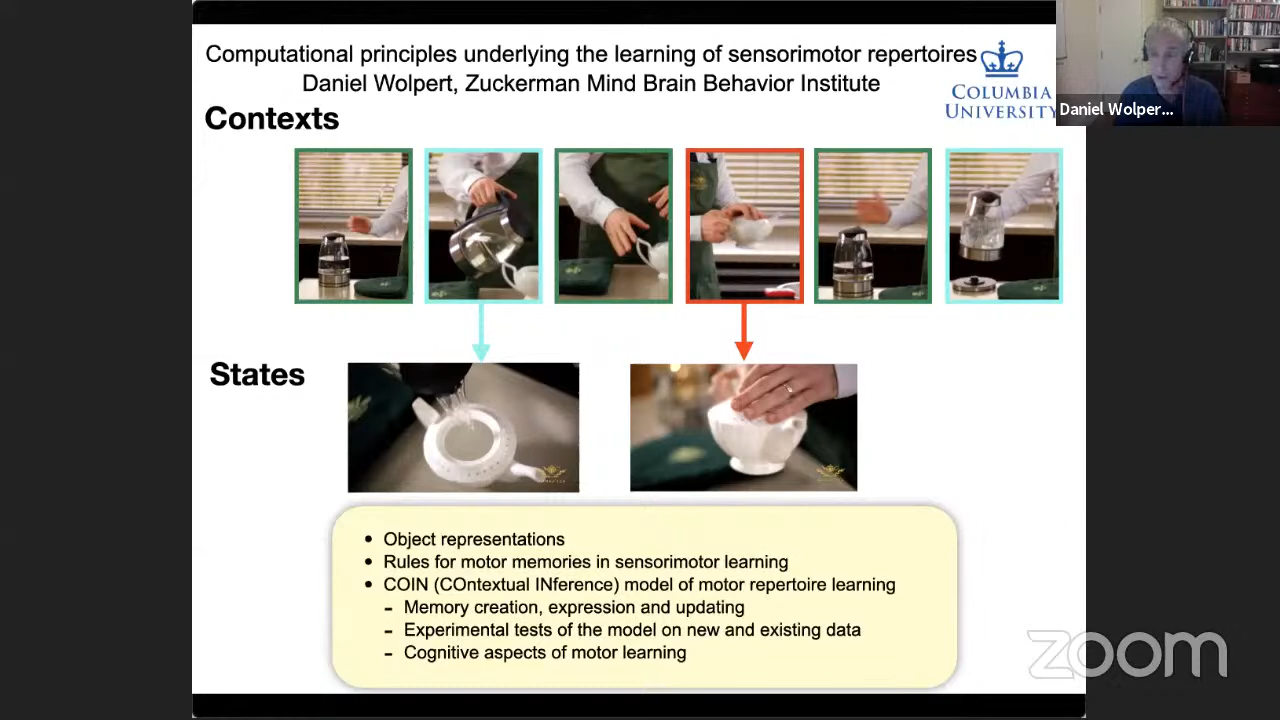 Computational principles underlying the learning of sensorimotor repertoires
Daniel Wolpert, Zuckerman Mind Brain Behavior Institute
COLUMBIA
UNIVERSITY
Daniel Wolper...
Contexts
States
• Object representations
• Rules for motor memories in sensorimotor learning
• COIN (COntextual INference) model of motor repertoire learning
– Memory creation, expression and updating
– Experimental tests of the model on new and existing data
– Cognitive aspects of motor learning
zoom